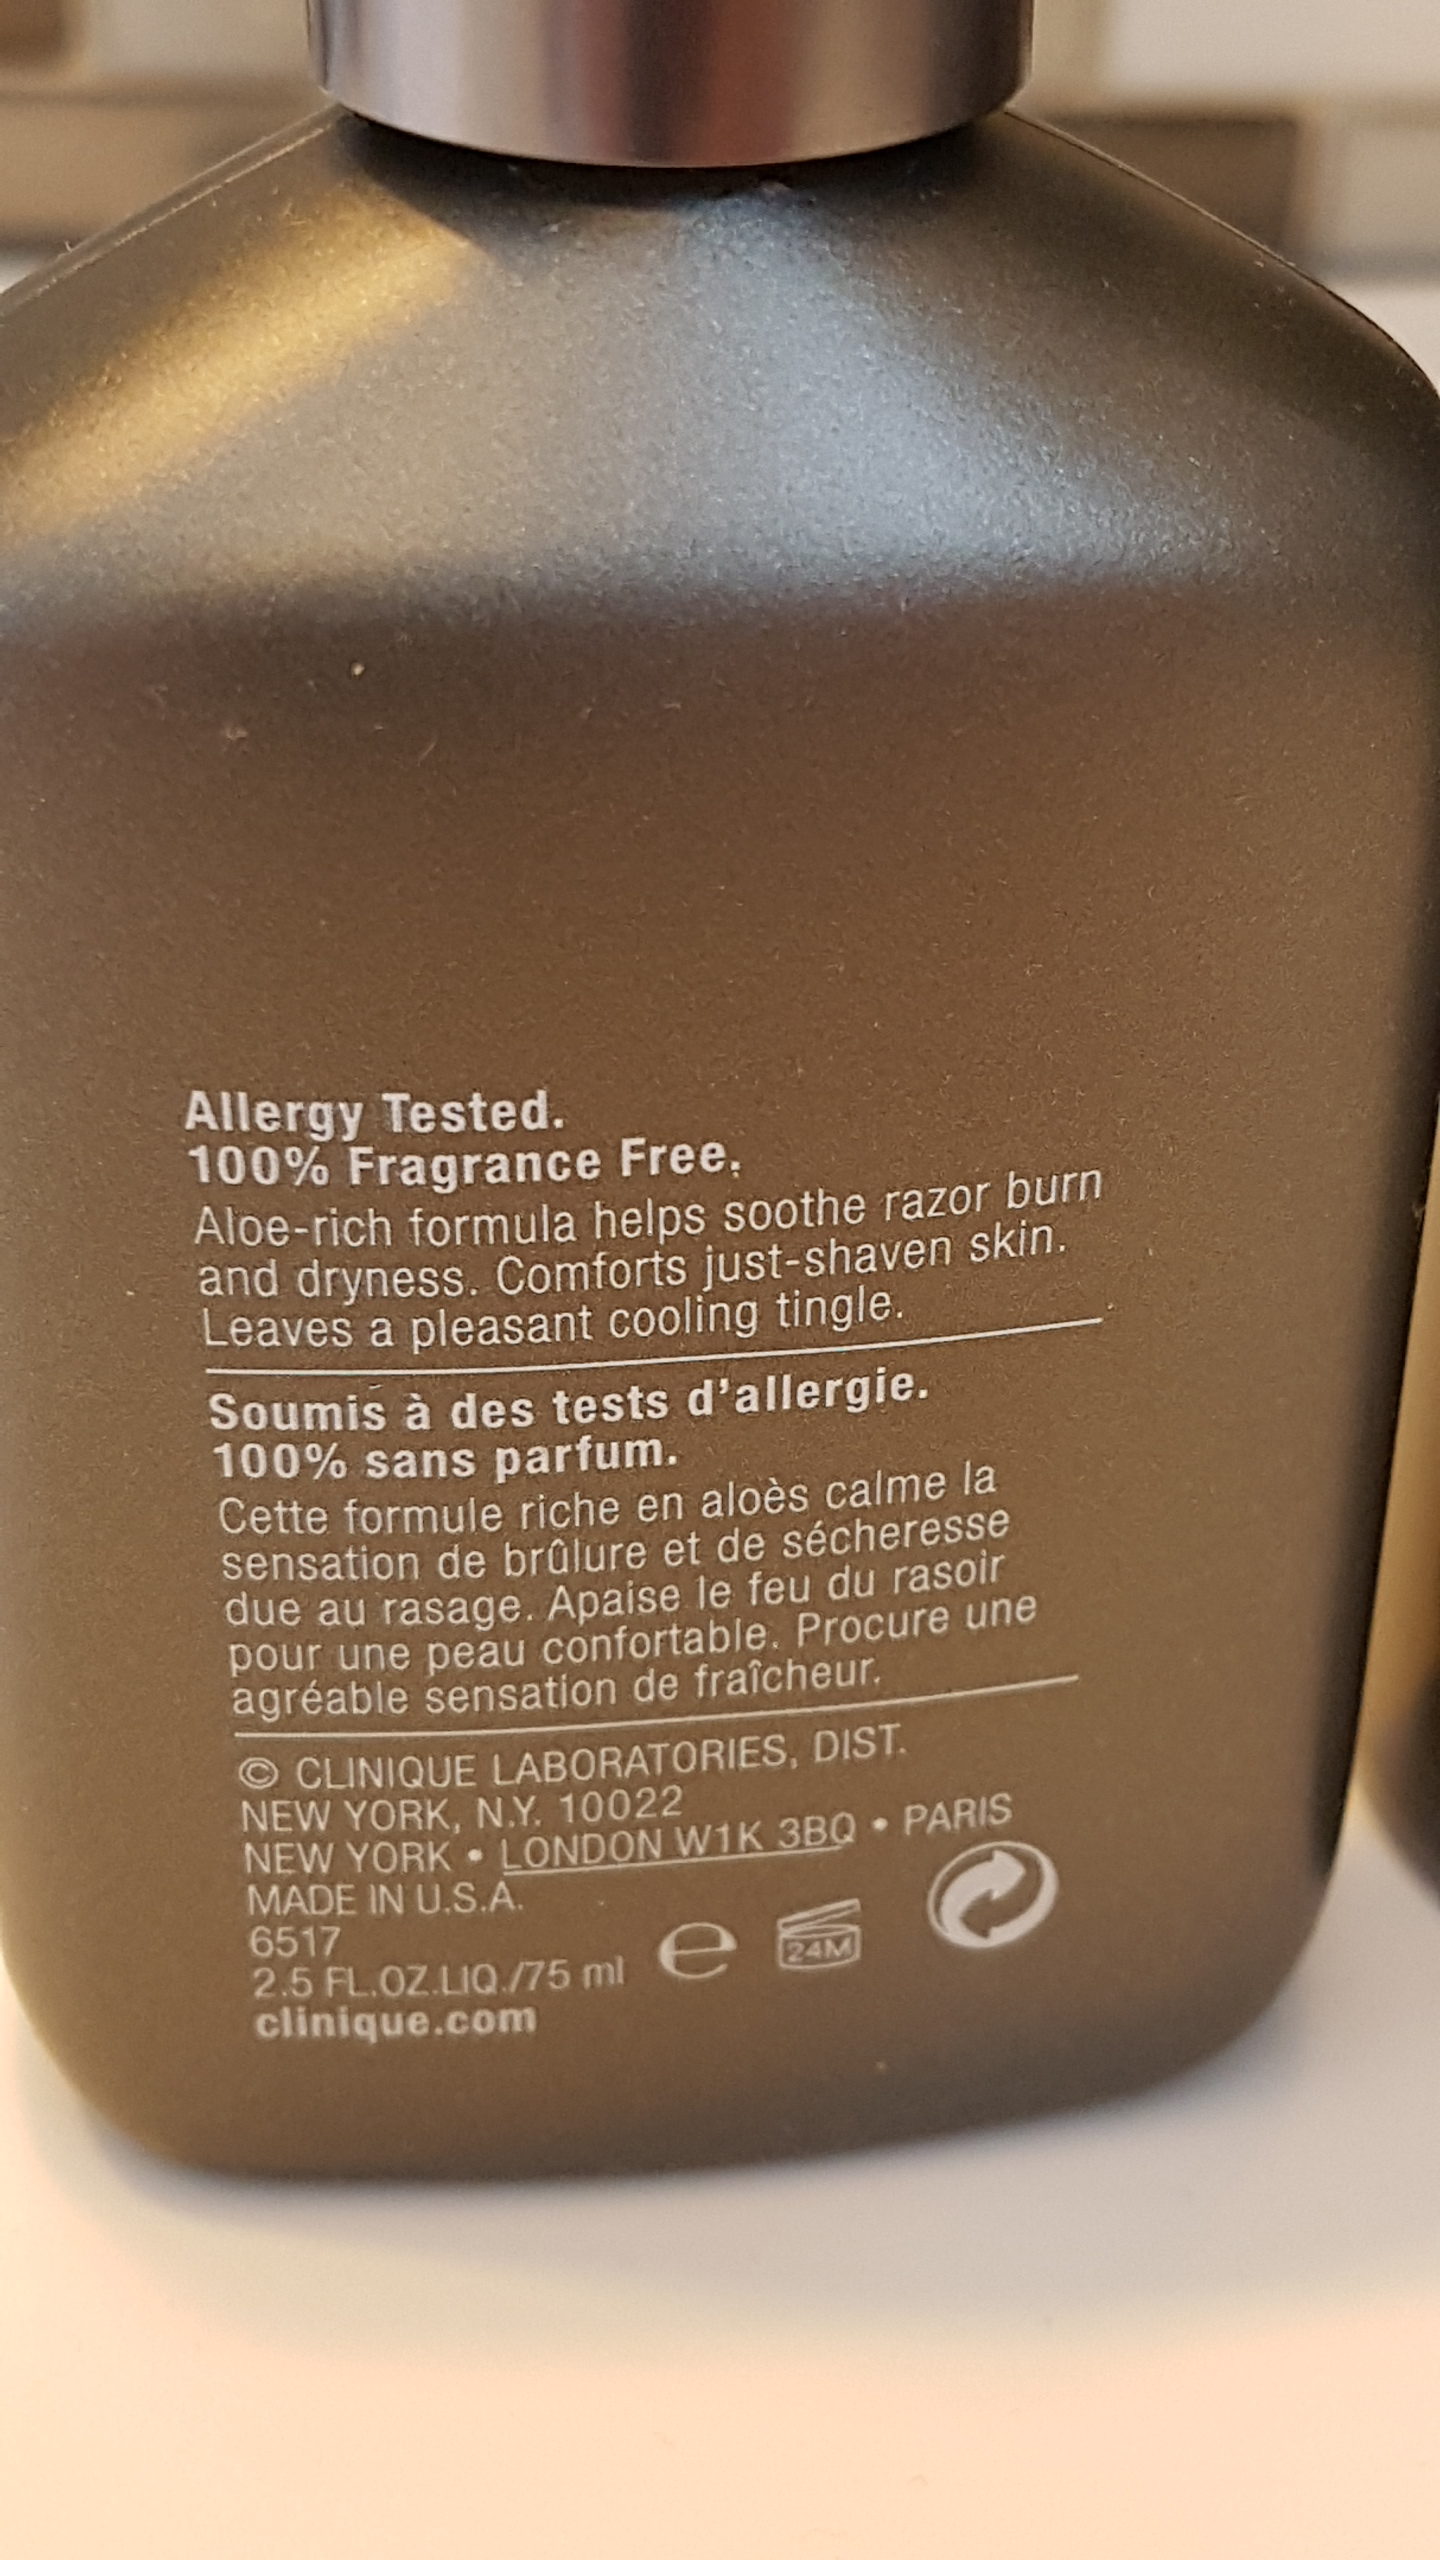 Allergy Tested.
100% Fragrance Free.
Aloe-rich formula helps soothe razor burn
and dryness. Comforts just-shaven skin.
Leaves a pleasant cooling tingle.
Soumis à des tests d'allergie.
100% sans parfum.
Cette formule riche en aloès calme la
sensation de brûlure et de sécheresse
due au rasage. Apaise le feu du rasoir
pour une peau confortable. Procure une
agréable sensation de fraîcheur.
© CLINIQUE LABORATORIES, DIST.
NEW YORK, N.Y. 10022
NEW YORK • LONDON W1K 3BQ • PARIS
MADE IN U.S.A.
6517
2.5 FL.OZ.LIQ./75 ml e 24M
clinique.com